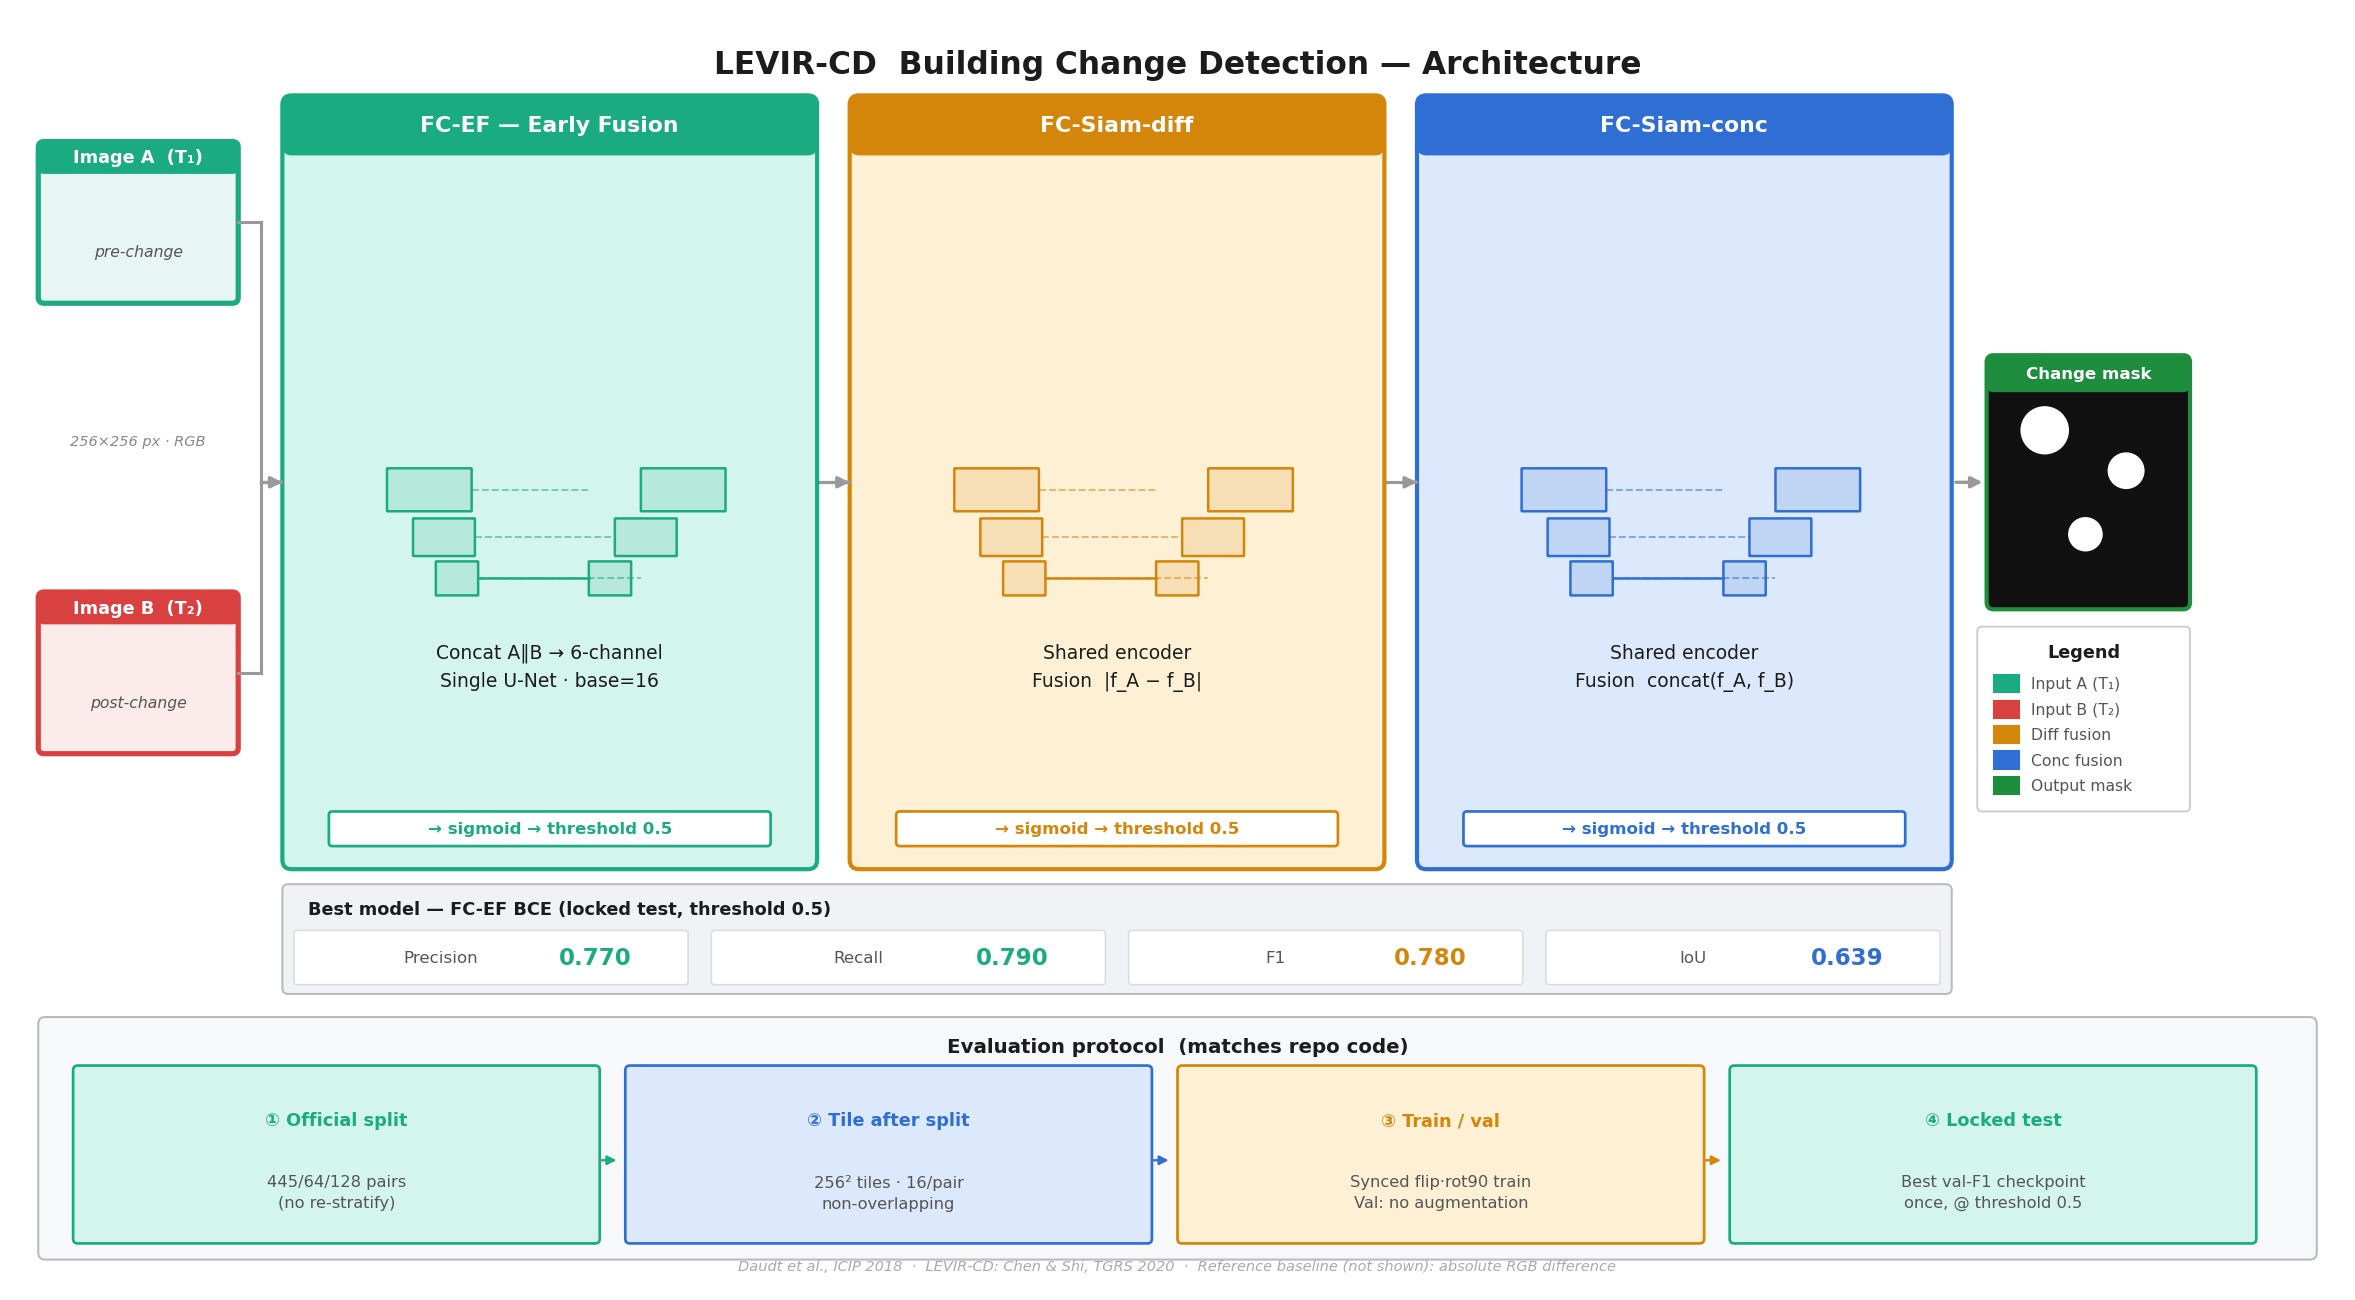 LEVIR-CD  Building Change Detection — Architecture
Image A  (T₁)
pre-change
256×256 px · RGB
Image B  (T₂)
post-change
FC-EF — Early Fusion
Concat A‖B → 6-channel
Single U-Net · base=16
→ sigmoid → threshold 0.5
FC-Siam-diff
Shared encoder
Fusion  |f_A − f_B|
→ sigmoid → threshold 0.5
FC-Siam-conc
Shared encoder
Fusion  concat(f_A, f_B)
→ sigmoid → threshold 0.5
Change mask
Legend
Input A (T₁)
Input B (T₂)
Diff fusion
Conc fusion
Output mask
Best model — FC-EF BCE (locked test, threshold 0.5)
Precision 0.770
Recall 0.790
F1 0.780
IoU 0.639
Evaluation protocol  (matches repo code)
① Official split
445/64/128 pairs
(no re-stratify)
② Tile after split
256² tiles · 16/pair
non-overlapping
③ Train / val
Synced flip·rot90 train
Val: no augmentation
④ Locked test
Best val-F1 checkpoint
once, @ threshold 0.5
Daudt et al., ICIP 2018  ·  LEVIR-CD: Chen & Shi, TGRS 2020  ·  Reference baseline (not shown): absolute RGB difference